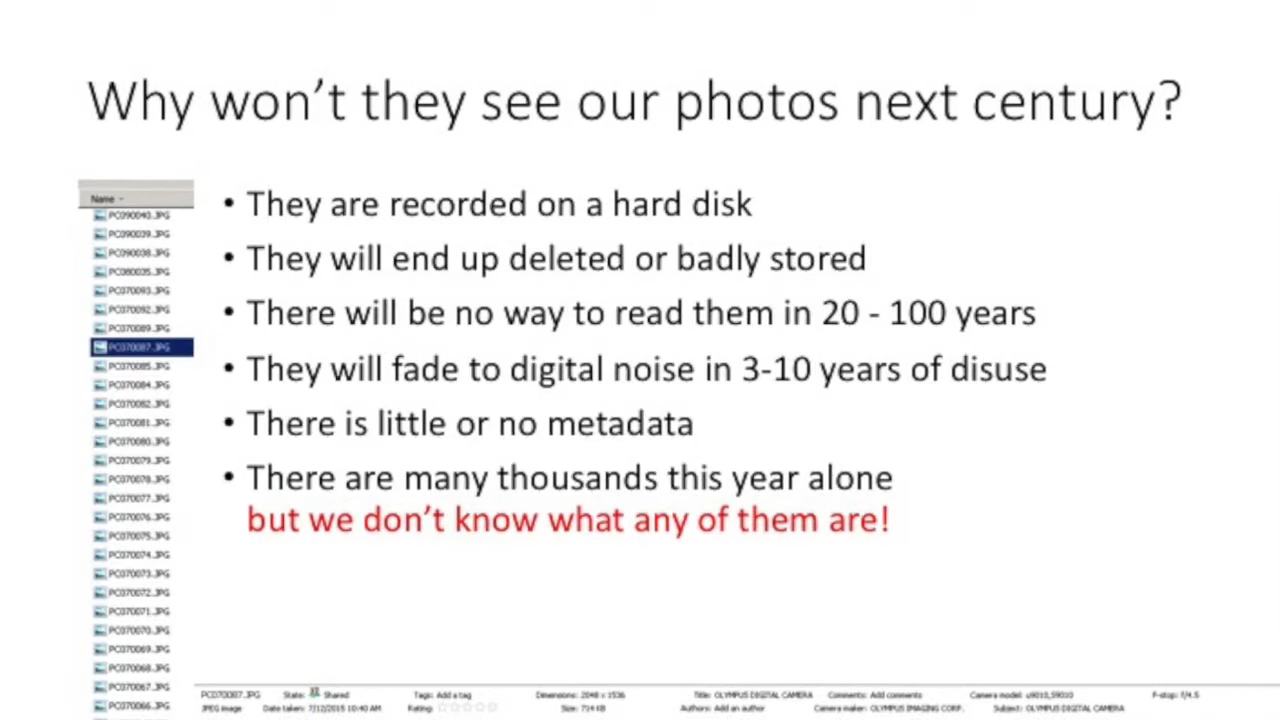 Why won't they see our photos next century?
Name
PC090040.JPG
PC090039.JPG
PC090038.JPG
PC080035.JPG
PC070093.JPG
PC070092.JPG
PC070089.JPG
PC070087.JPG
PC070085.JPG
PC070084.JPG
PC070082.JPG
PC070081.JPG
PC070080.JPG
PC070079.JPG
PC070078.JPG
PC070077.JPG
PC070076.JPG
PC070075.JPG
PC070074.JPG
PC070073.JPG
PC070072.JPG
PC070071.JPG
PC070070.JPG
PC070069.JPG
PC070068.JPG
PC070067.JPG
PC070066.JPG
• They are recorded on a hard disk
• They will end up deleted or badly stored
• There will be no way to read them in 20 - 100 years
• They will fade to digital noise in 3-10 years of disuse
• There is little or no metadata
• There are many thousands this year alone
but we don't know what any of them are!
PC070087.JPG State: Shared Tags: Add a tag Dimensions: 2048 x 1536 Title: OLYMPUS DIGITAL CAMERA Comments: Add comments Camera model: u9010,S9010 F-stop: f/4.5
JPEG image Date taken: 7/12/2015 10:40 AM Rating: Size: 714 KB Authors: Add an author Camera maker: OLYMPUS IMAGING CORP. Subject: OLYMPUS DIGITAL CAMERA